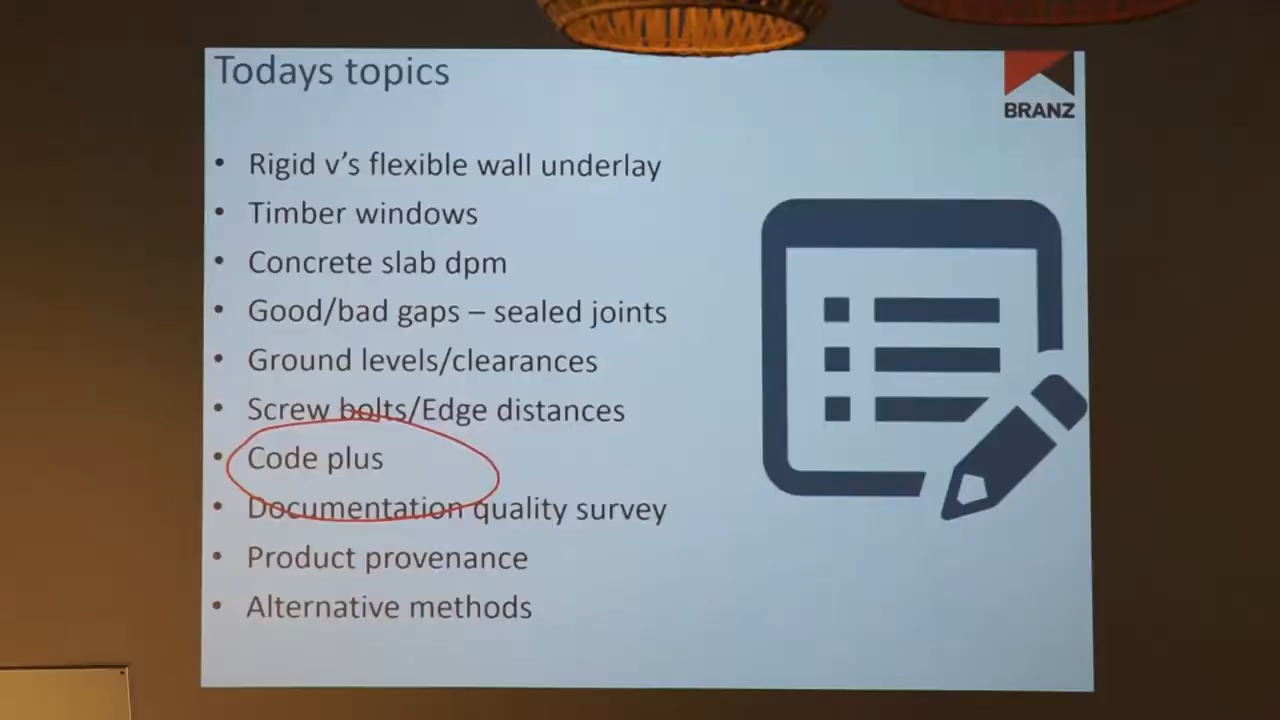 Todays topics
BRANZ
• Rigid v's flexible wall underlay
• Timber windows
• Concrete slab dpm
• Good/bad gaps – sealed joints
• Ground levels/clearances
• Screw bolts/Edge distances
• Code plus
• Documentation quality survey
• Product provenance
• Alternative methods